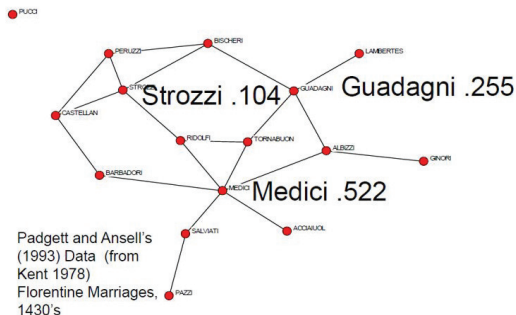 PUCCI
BISCHERI
PERUZZI
LAMBERTES
STROZZI
Strozzi .104
GUADAGNI
Guadagni .255
CASTELLAN
RIDOLFI
TORNABUON
ALBIZZI
GINORI
BARBADORI
MEDICI
Medici .522
SALVIATI
ACCIAIUOL
PAZZI
Padgett and Ansell's
(1993) Data (from
Kent 1978)
Florentine Marriages,
1430's